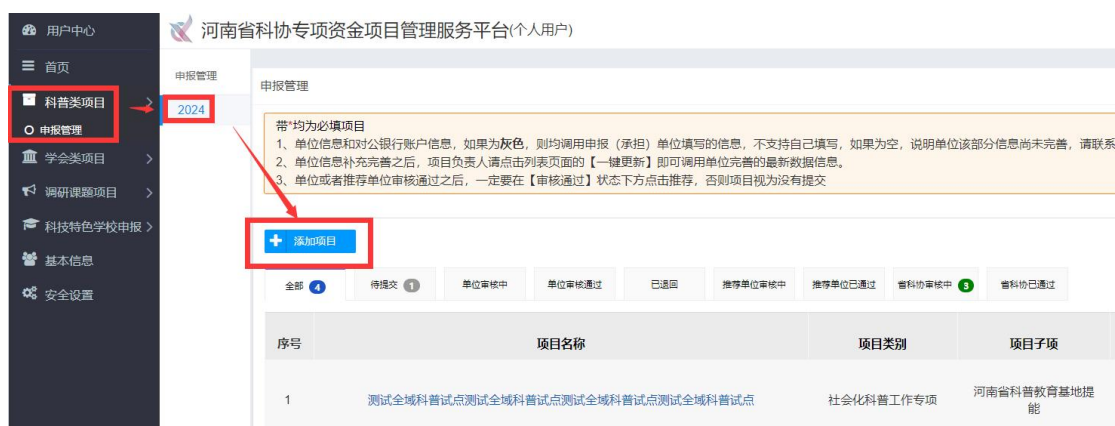 用户中心
河南省科协专项资金项目管理服务平台(个人用户)
首页
科普类项目
申报管理
学会类项目
调研课题项目
科技特色学校申报
基本信息
安全设置
申报管理
2024
申报管理
带*均为必填项目
1、单位信息和对公银行账户信息，如果为灰色，则均调用申报（承担）单位填写的信息，不支持自己填写，如果为空，说明单位该部分信息尚未完善，请联系
2、单位信息补充完善之后，项目负责人请点击列表页面的【一键更新】即可调用单位完善的最新数据信息。
3、单位或者推荐单位审核通过之后，一定要在【审核通过】状态下方点击推荐，否则项目视为没有提交
添加项目
全部 4 待提交 1 单位审核中 单位审核通过 已退回 推荐单位审核中 推荐单位已通过 省科协审核中 3 省科协已通过
序号 项目名称 项目类别 项目子项
1 测试全域科普试点测试全域科普试点测试全域科普试点测试全域科普试点 社会化科普工作专项 河南省科普教育基地提
能